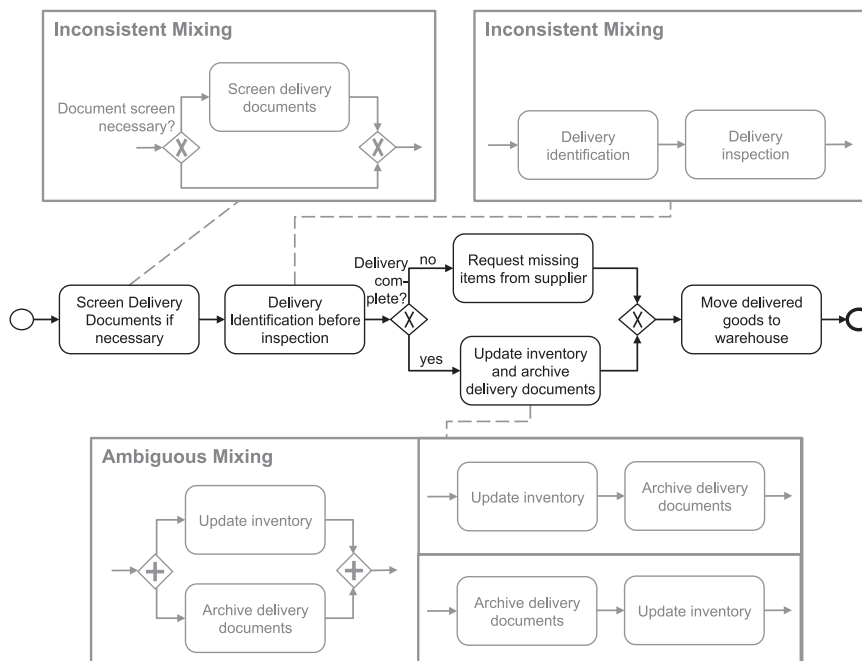 Inconsistent Mixing
Screen delivery
documents
Document screen
necessary?
X
X
Inconsistent Mixing
Delivery
identification
Delivery
inspection
Screen Delivery
Documents if
necessary
Delivery
Identification before
inspection
Delivery
com-
plete?
X
no
yes
Request missing
items from supplier
Update inventory
and archive
delivery documents
X
Move delivered
goods to
warehouse
Ambiguous Mixing
Update inventory
Archive delivery
documents
Update inventory
Archive delivery
documents
Archive delivery
documents
Update inventory